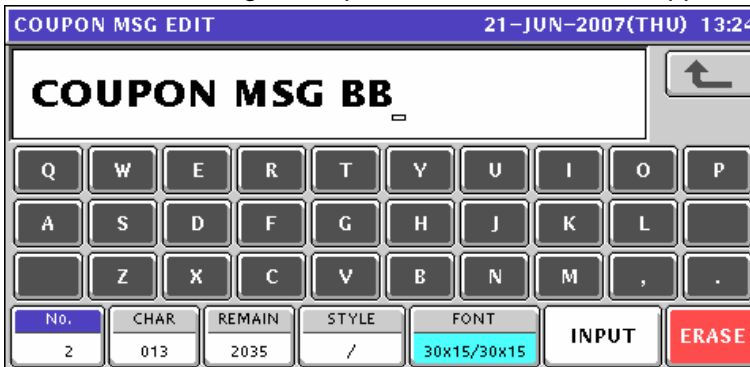 COUPON MSG EDIT 21-JUN-2007(THU) 13:24
COUPON MSG BB
Q W E R T Y U I O P
A S D F G H J K L
Z X C V B N M , .
No. CHAR REMAIN STYLE FONT INPUT ERASE
2 013 2035 / 30x15/30x15